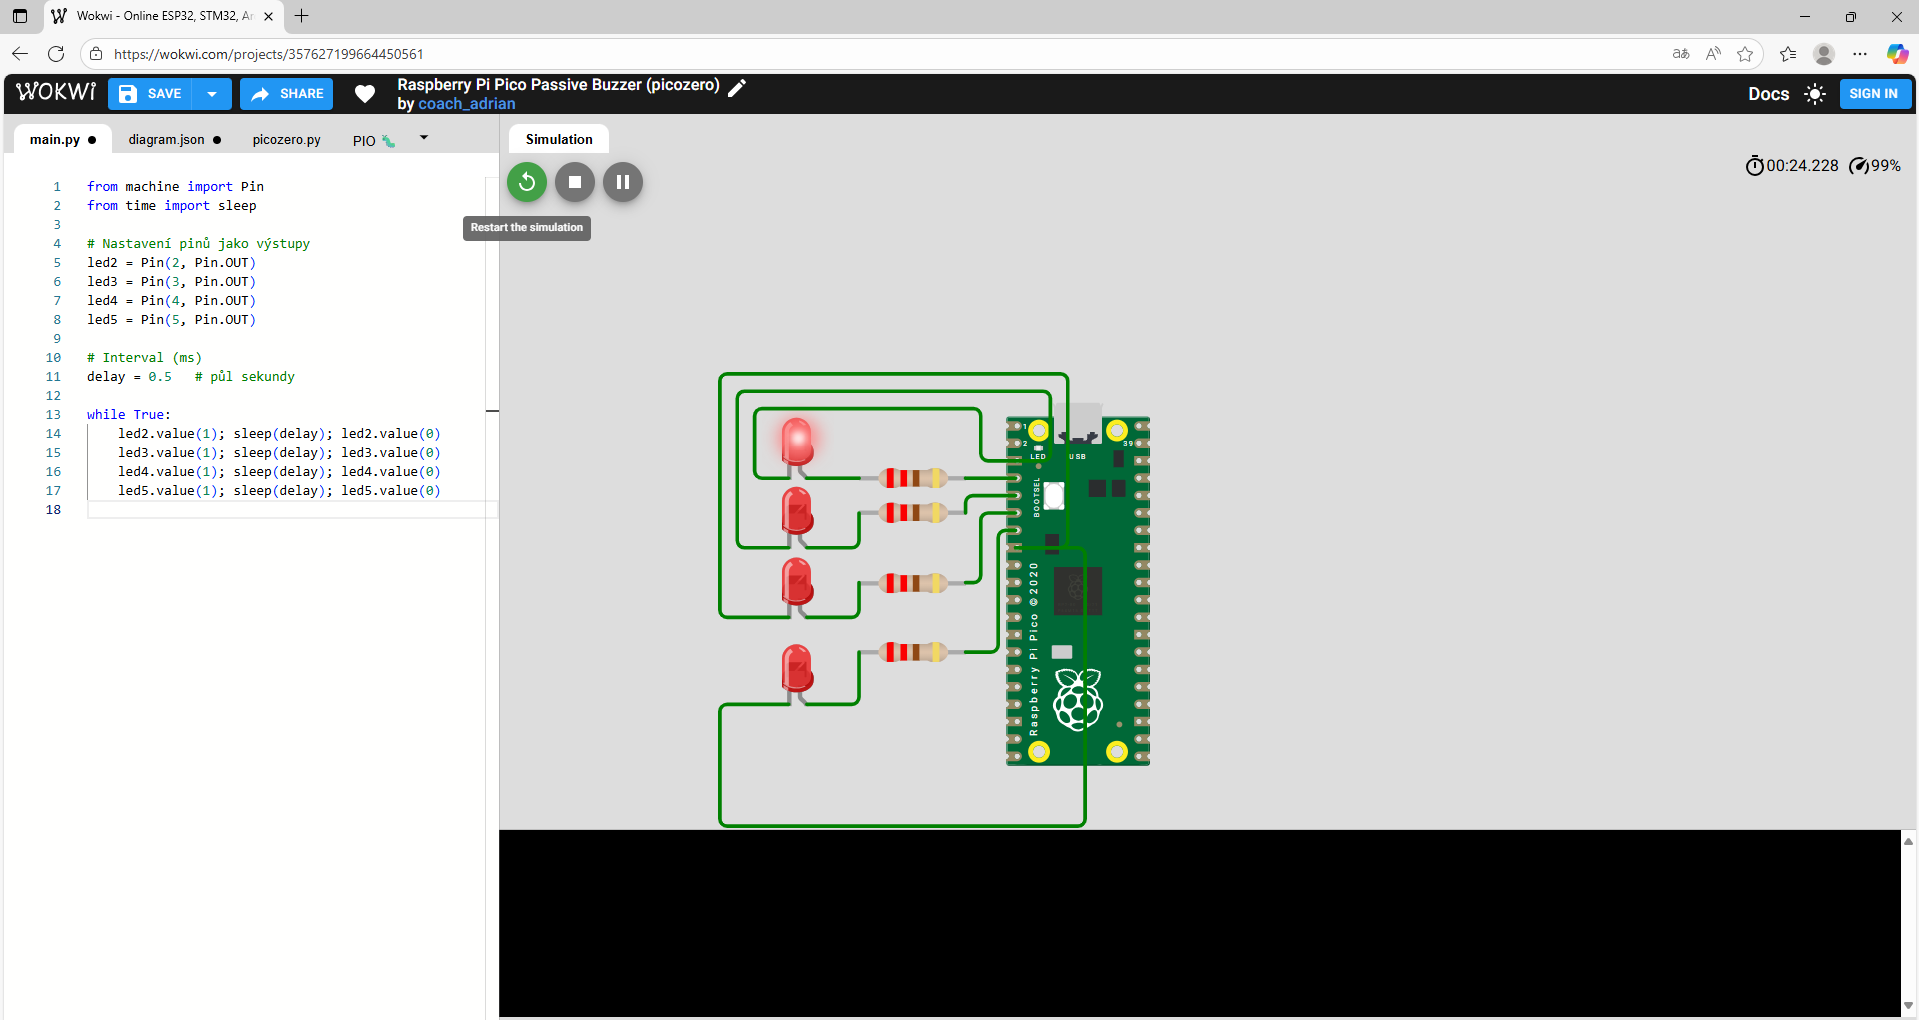 Wokwi - Online ESP32, STM32, Ar
https://wokwi.com/projects/357627199664450561
WOKWI
SAVE
SHARE
Raspberry Pi Pico Passive Buzzer (picozero)
by coach_adrian
Docs
SIGN IN
main.py
diagram.json
picozero.py
PIO
Simulation
00:24.228
99%
Restart the simulation
1 from machine import Pin
2 from time import sleep
3
4 # Nastavení pinů jako výstupy
5 led2 = Pin(2, Pin.OUT)
6 led3 = Pin(3, Pin.OUT)
7 led4 = Pin(4, Pin.OUT)
8 led5 = Pin(5, Pin.OUT)
9
10 # Interval (ms)
11 delay = 0.5   # půl sekundy
12
13 while True:
14     led2.value(1); sleep(delay); led2.value(0)
15     led3.value(1); sleep(delay); led3.value(0)
16     led4.value(1); sleep(delay); led4.value(0)
17     led5.value(1); sleep(delay); led5.value(0)
18
1
2
39
LED
USB
BOOTSEL
Raspberry Pi Pico ©2020